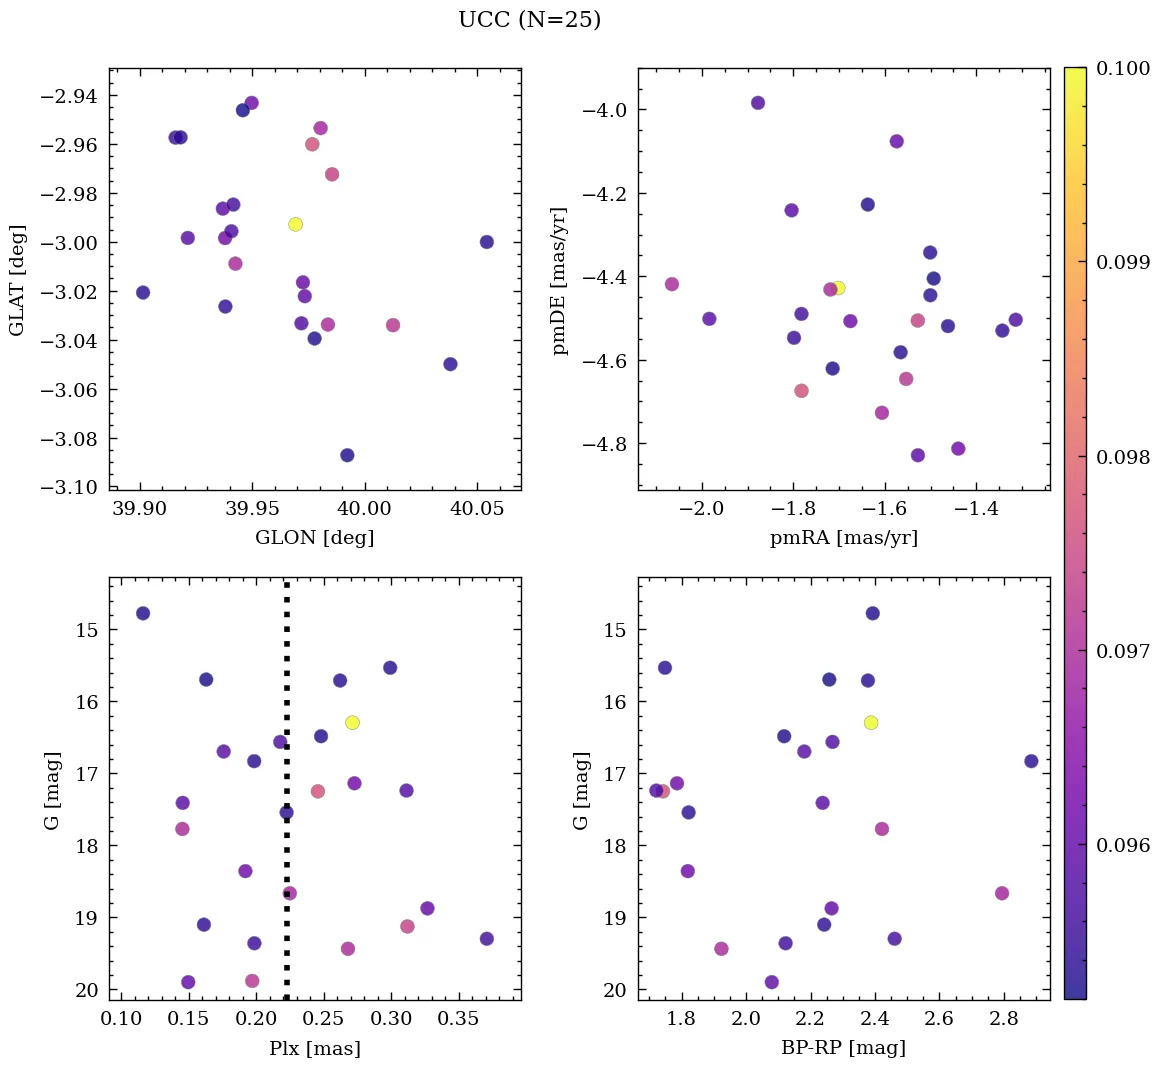 UCC (N=25)
−2.94
−2.96
−2.98
−3.00
−3.02
−3.04
−3.06
−3.08
−3.10
GLAT [deg]
39.90 39.95 40.00 40.05
GLON [deg]
−4.0
−4.2
−4.4
−4.6
−4.8
pmDE [mas/yr]
−2.0 −1.8 −1.6 −1.4
pmRA [mas/yr]
15
16
17
18
19
20
G [mag]
0.10 0.15 0.20 0.25 0.30 0.35
Plx [mas]
15
16
17
18
19
20
G [mag]
1.8 2.0 2.2 2.4 2.6 2.8
BP-RP [mag]
0.100
0.099
0.098
0.097
0.096